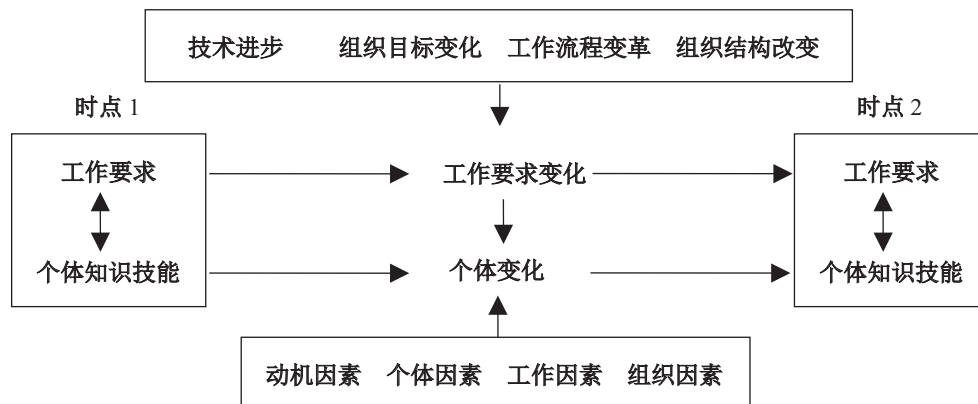 技术进步 组织目标变化 工作流程变革 组织结构改变
时点 1 时点 2
工作要求 工作要求变化 工作要求
个体知识技能 个体变化 个体知识技能
动机因素 个体因素 工作因素 组织因素